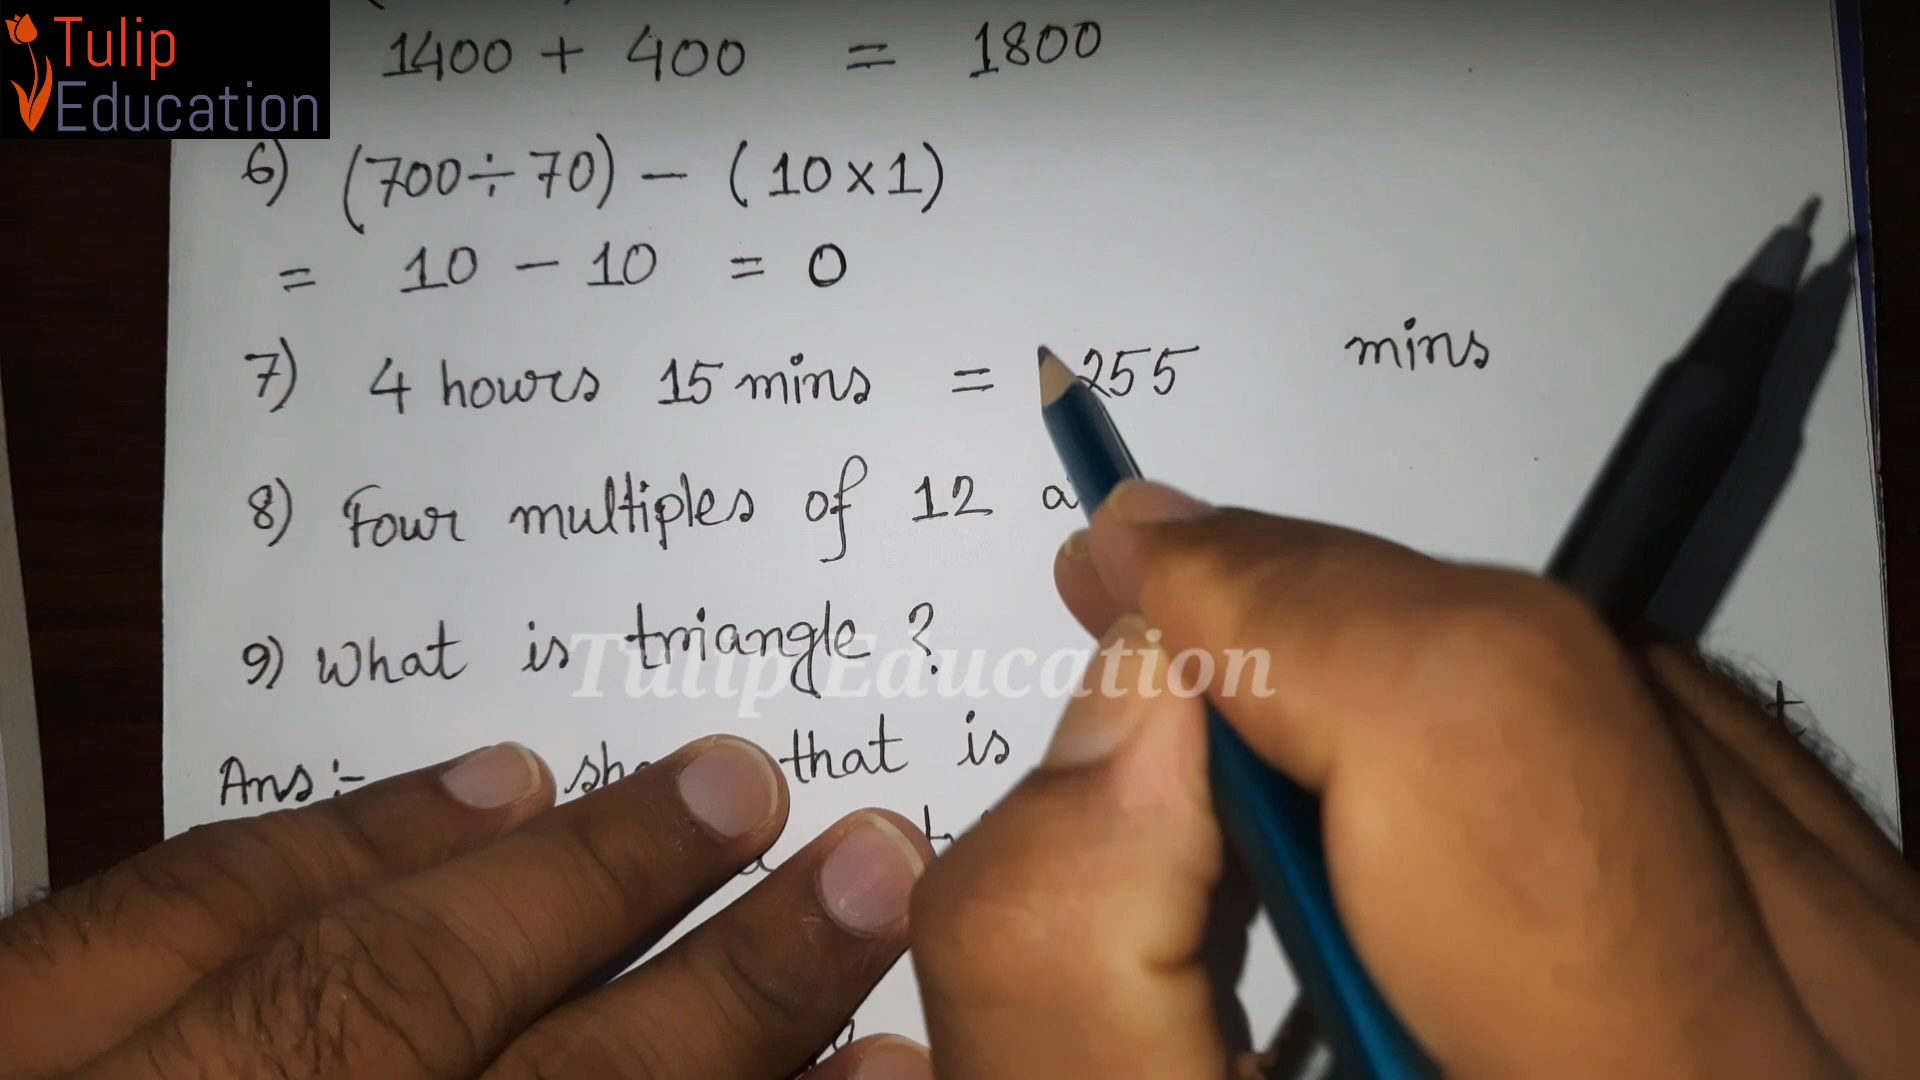 Tulip
Education
1400 + 400 = 1800
6) (700÷70) - (10×1)
= 10 - 10 = 0
7) 4 hours 15 mins = 255 mins
8) Four multiples of 12
9) What is triangle ?
Tulip Education
Ans :- that is